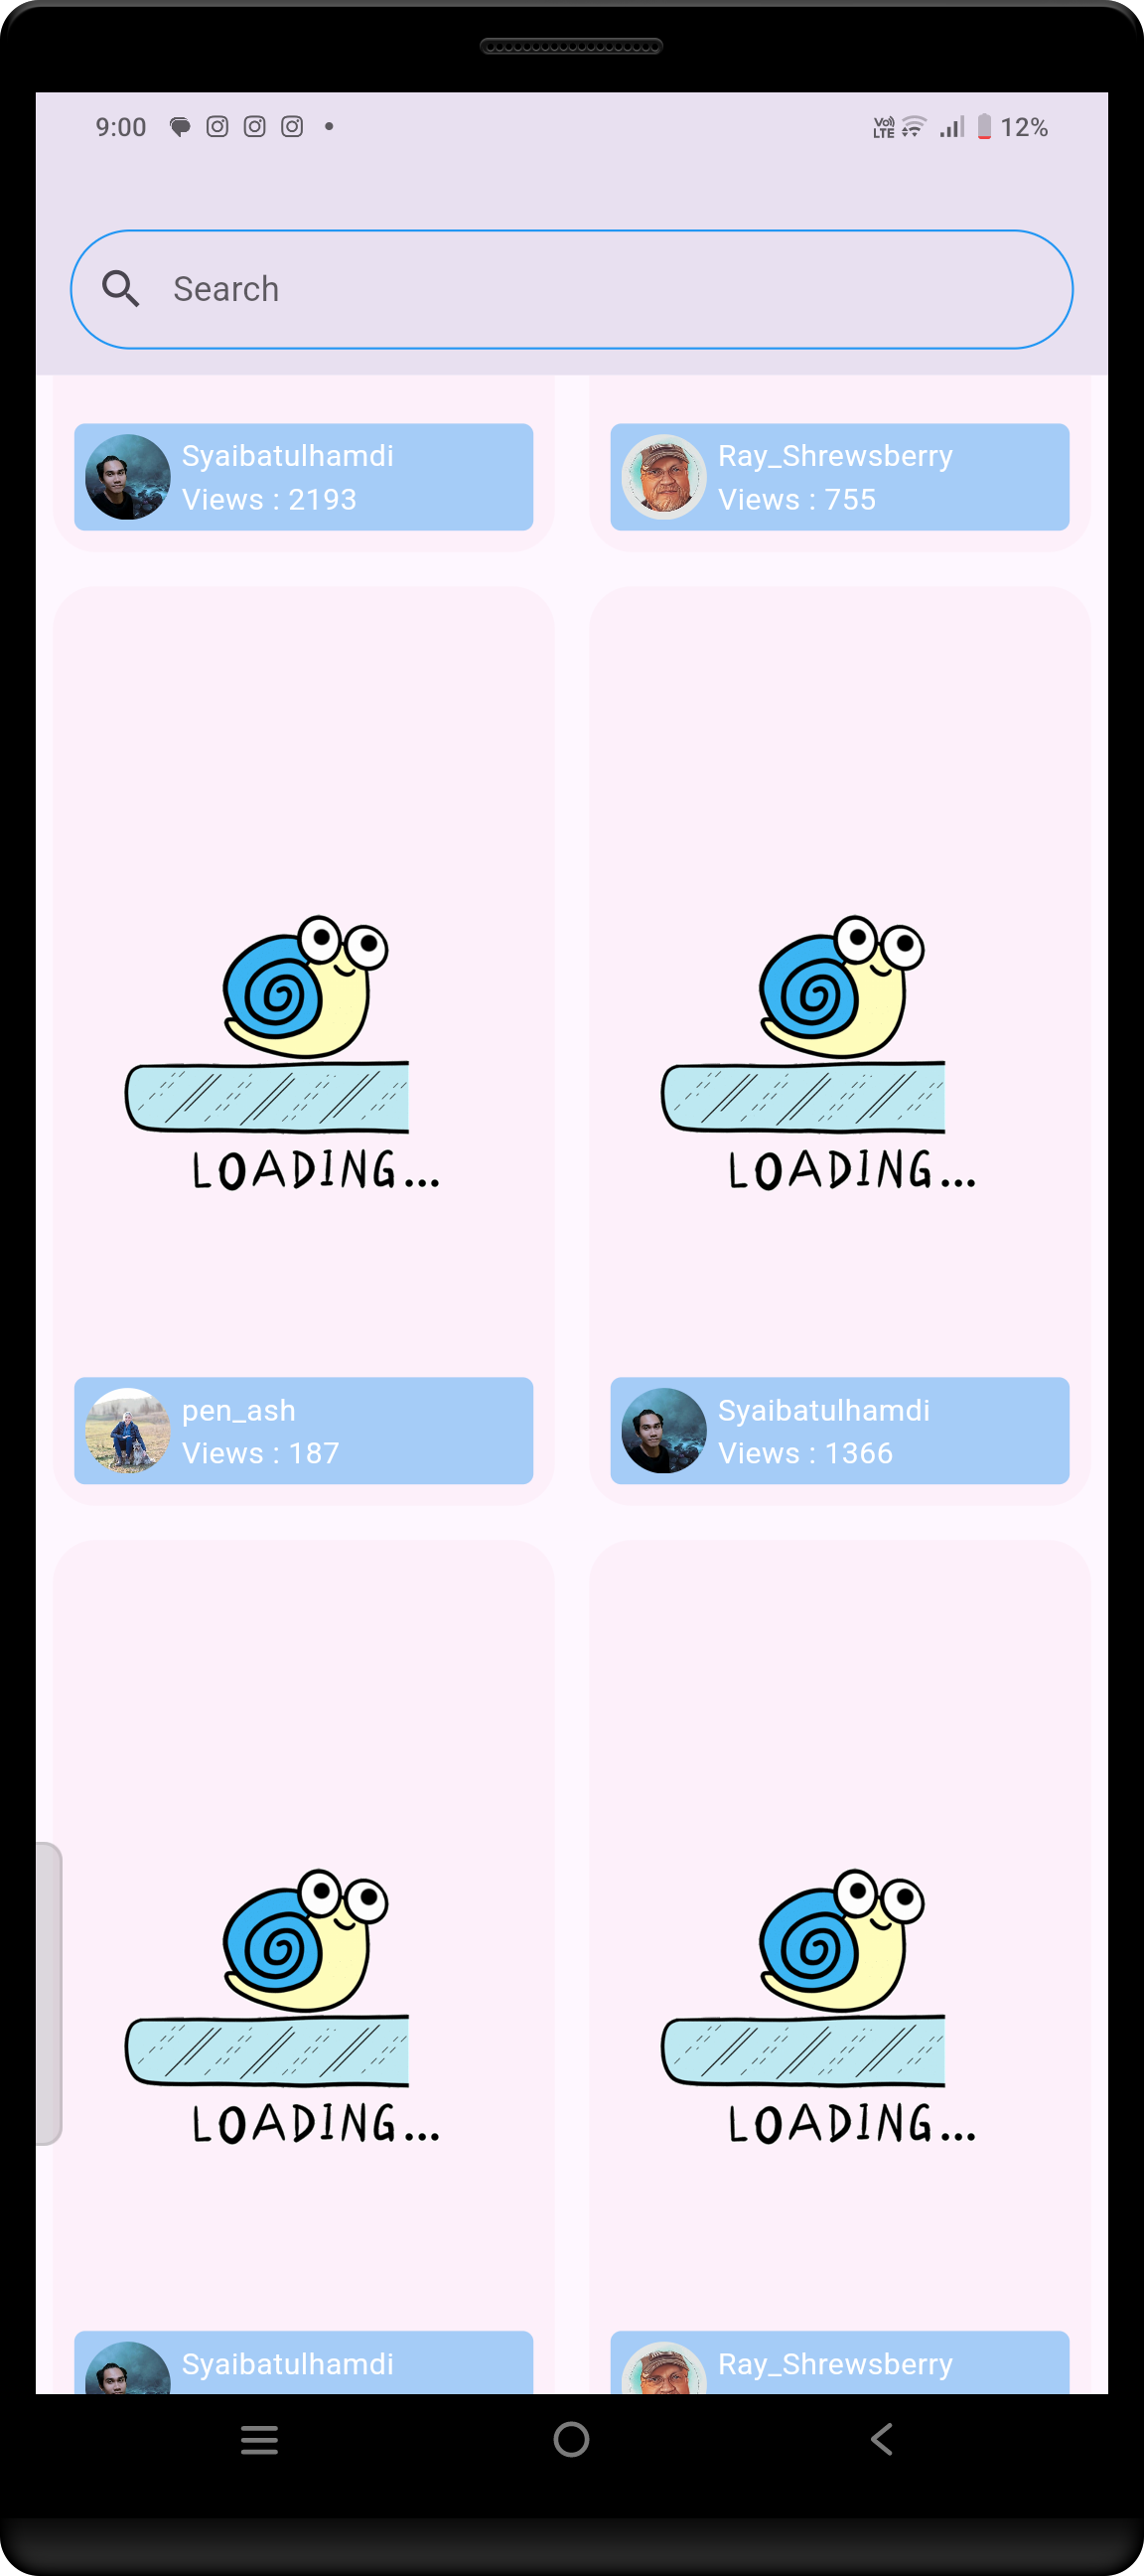 9:00
Vo) LTE 12%
Search
Syaibatulhamdi
Views : 2193
Ray_Shrewsberry
Views : 755
LOADING...
LOADING...
pen_ash
Views : 187
Syaibatulhamdi
Views : 1366
LOADING...
LOADING...
Syaibatulhamdi
Ray_Shrewsberry